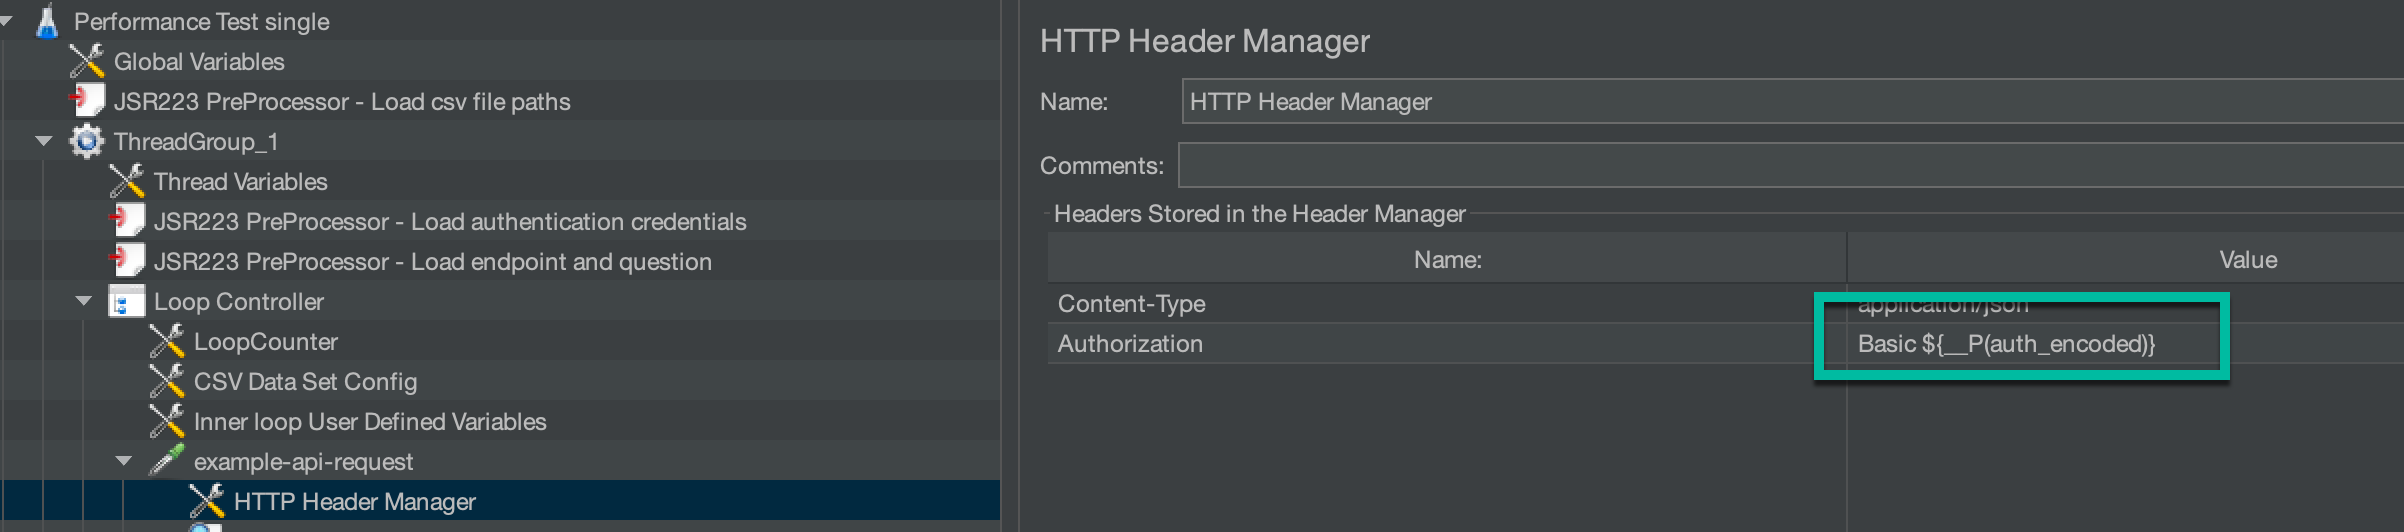 Performance Test single
Global Variables
JSR223 PreProcessor - Load csv file paths
ThreadGroup_1
Thread Variables
JSR223 PreProcessor - Load authentication credentials
JSR223 PreProcessor - Load endpoint and question
Loop Controller
LoopCounter
CSV Data Set Config
Inner loop User Defined Variables
example-api-request
HTTP Header Manager
HTTP Header Manager
Name: HTTP Header Manager
Comments:
Headers Stored in the Header Manager
Name: Value
Content-Type application/json
Authorization Basic ${__P(auth_encoded)}